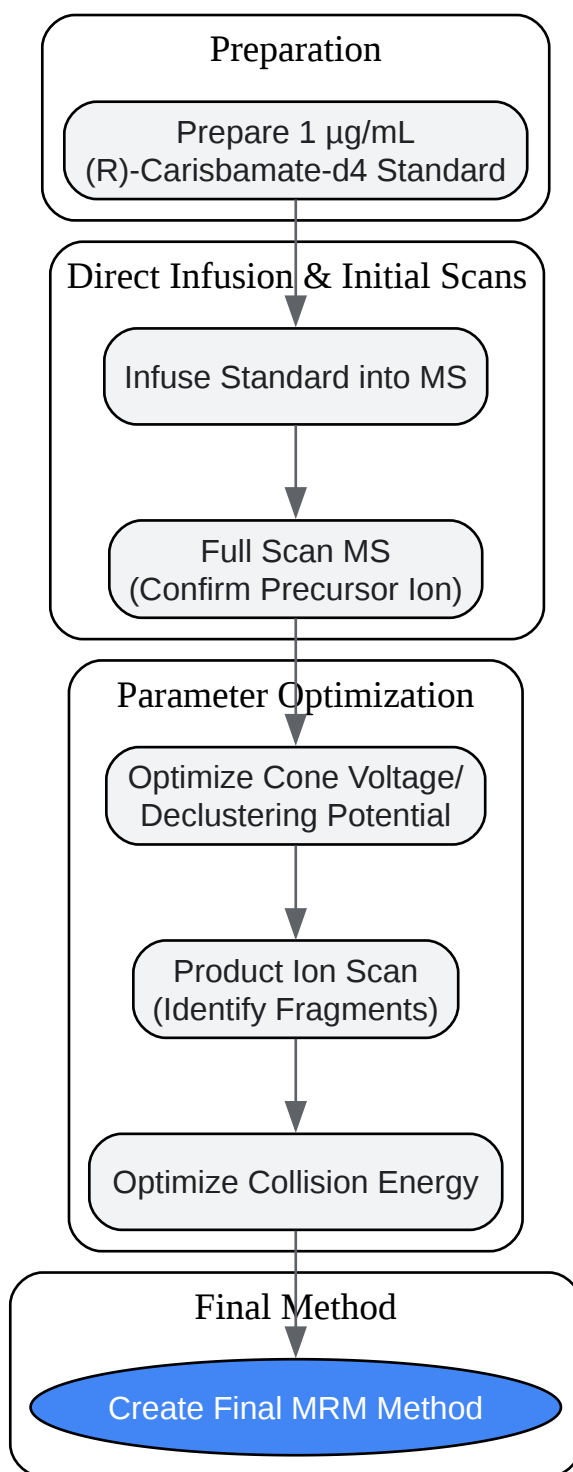 Preparation
Prepare 1 µg/mL
(R)-Carisbamate-d4 Standard
Direct Infusion & Initial Scans
Infuse Standard into MS
Full Scan MS
(Confirm Precursor Ion)
Parameter Optimization
Optimize Cone Voltage/
Declustering Potential
Product Ion Scan
(Identify Fragments)
Optimize Collision Energy
Final Method
Create Final MRM Method